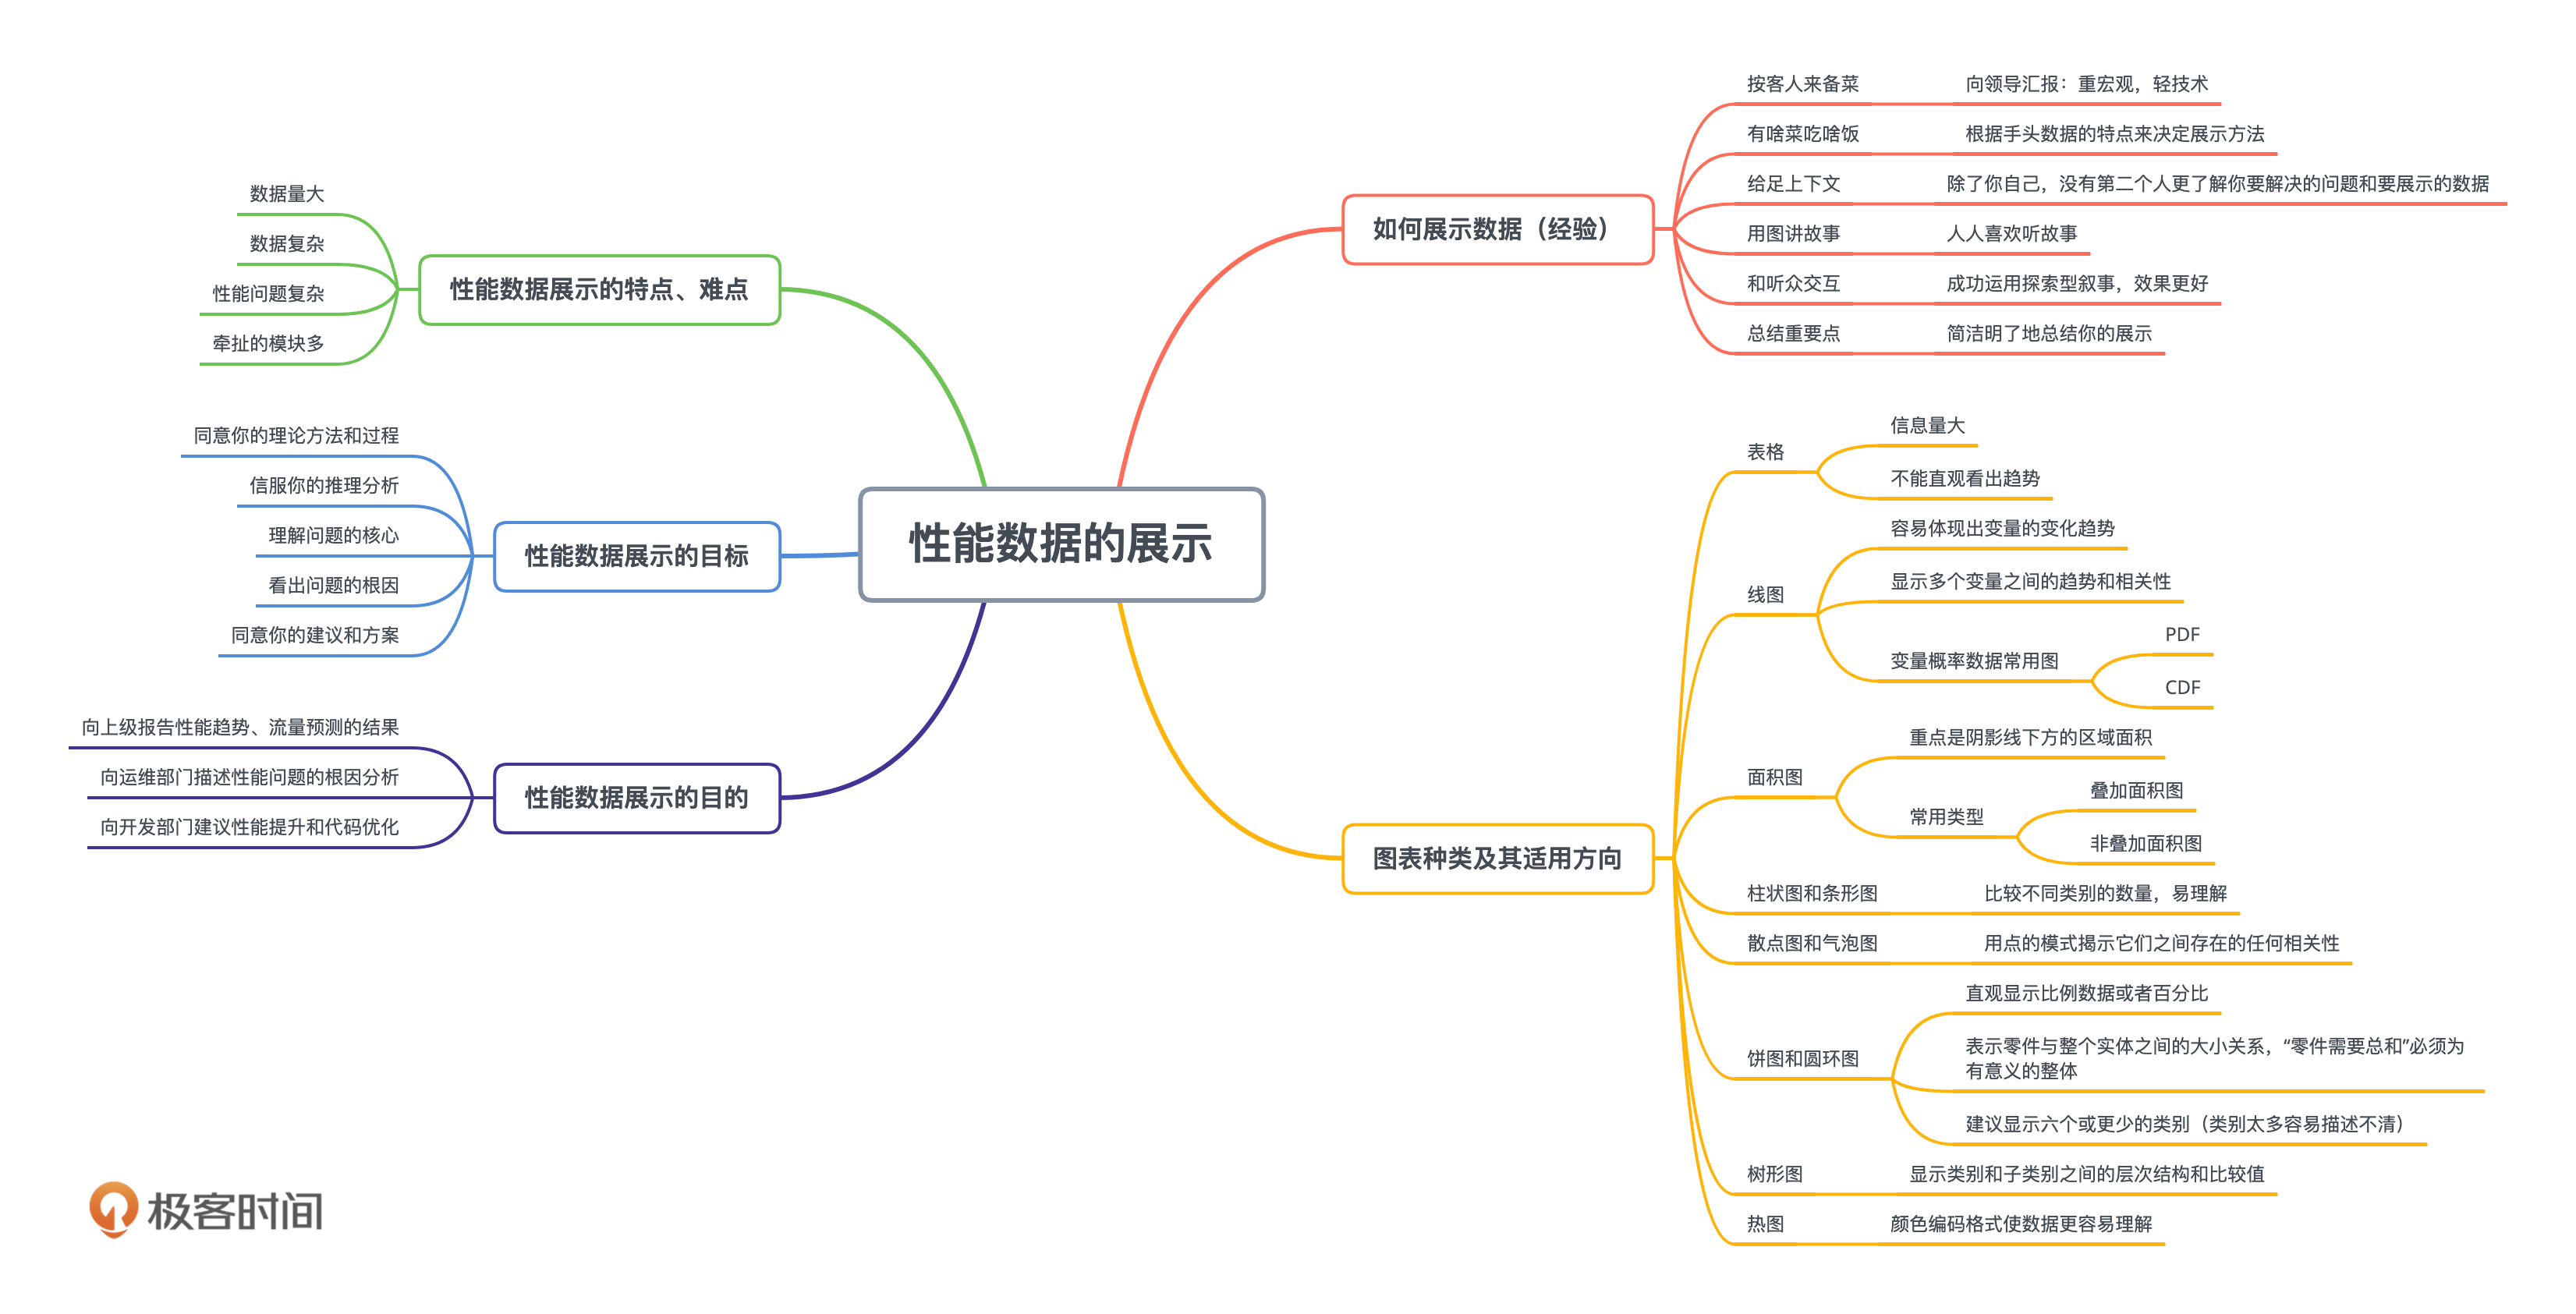 性能数据的展示
如何展示数据（经验）
按客人来备菜
向领导汇报：重宏观，轻技术
有啥菜吃啥饭
根据手头数据的特点来决定展示方法
给足上下文
除了你自己，没有第二个人更了解你要解决的问题和要展示的数据
用图讲故事
人人喜欢听故事
和听众交互
成功运用探索型叙事，效果更好
总结重要点
简洁明了地总结你的展示
图表种类及其适用方向
表格
信息量大
不能直观看出趋势
线图
容易体现出变量的变化趋势
显示多个变量之间的趋势和相关性
变量概率数据常用图
PDF
CDF
面积图
重点是阴影线下方的区域面积
常用类型
叠加面积图
非叠加面积图
柱状图和条形图
比较不同类别的数量，易理解
散点图和气泡图
用点的模式揭示它们之间存在的任何相关性
饼图和圆环图
直观显示比例数据或者百分比
表示零件与整个实体之间的大小关系，“零件需要总和”必须为
有意义的整体
建议显示六个或更少的类别（类别太多容易描述不清）
树形图
显示类别和子类别之间的层次结构和比较值
热图
颜色编码格式使数据更容易理解
性能数据展示的特点、难点
数据量大
数据复杂
性能问题复杂
牵扯的模块多
性能数据展示的目标
同意你的理论方法和过程
信服你的推理分析
理解问题的核心
看出问题的根因
同意你的建议和方案
性能数据展示的目的
向上级报告性能趋势、流量预测的结果
向运维部门描述性能问题的根因分析
向开发部门建议性能提升和代码优化
极客时间